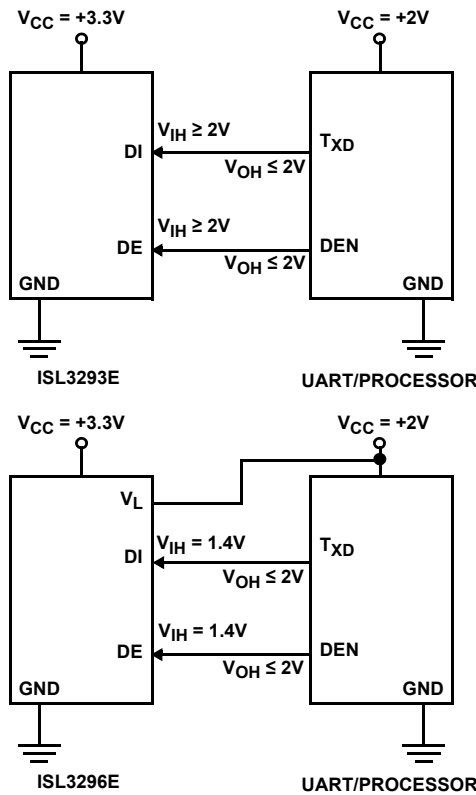 VCC = +3.3V VCC = +2V
VIH ≥ 2V
DI TXD
VOH ≤ 2V
VIH ≥ 2V
DE DEN
VOH ≤ 2V
GND GND
ISL3293E UART/PROCESSOR
VCC = +3.3V VCC = +2V
VL
VIH = 1.4V
DI TXD
VOH ≤ 2V
VIH = 1.4V
DE DEN
VOH ≤ 2V
GND GND
ISL3296E UART/PROCESSOR